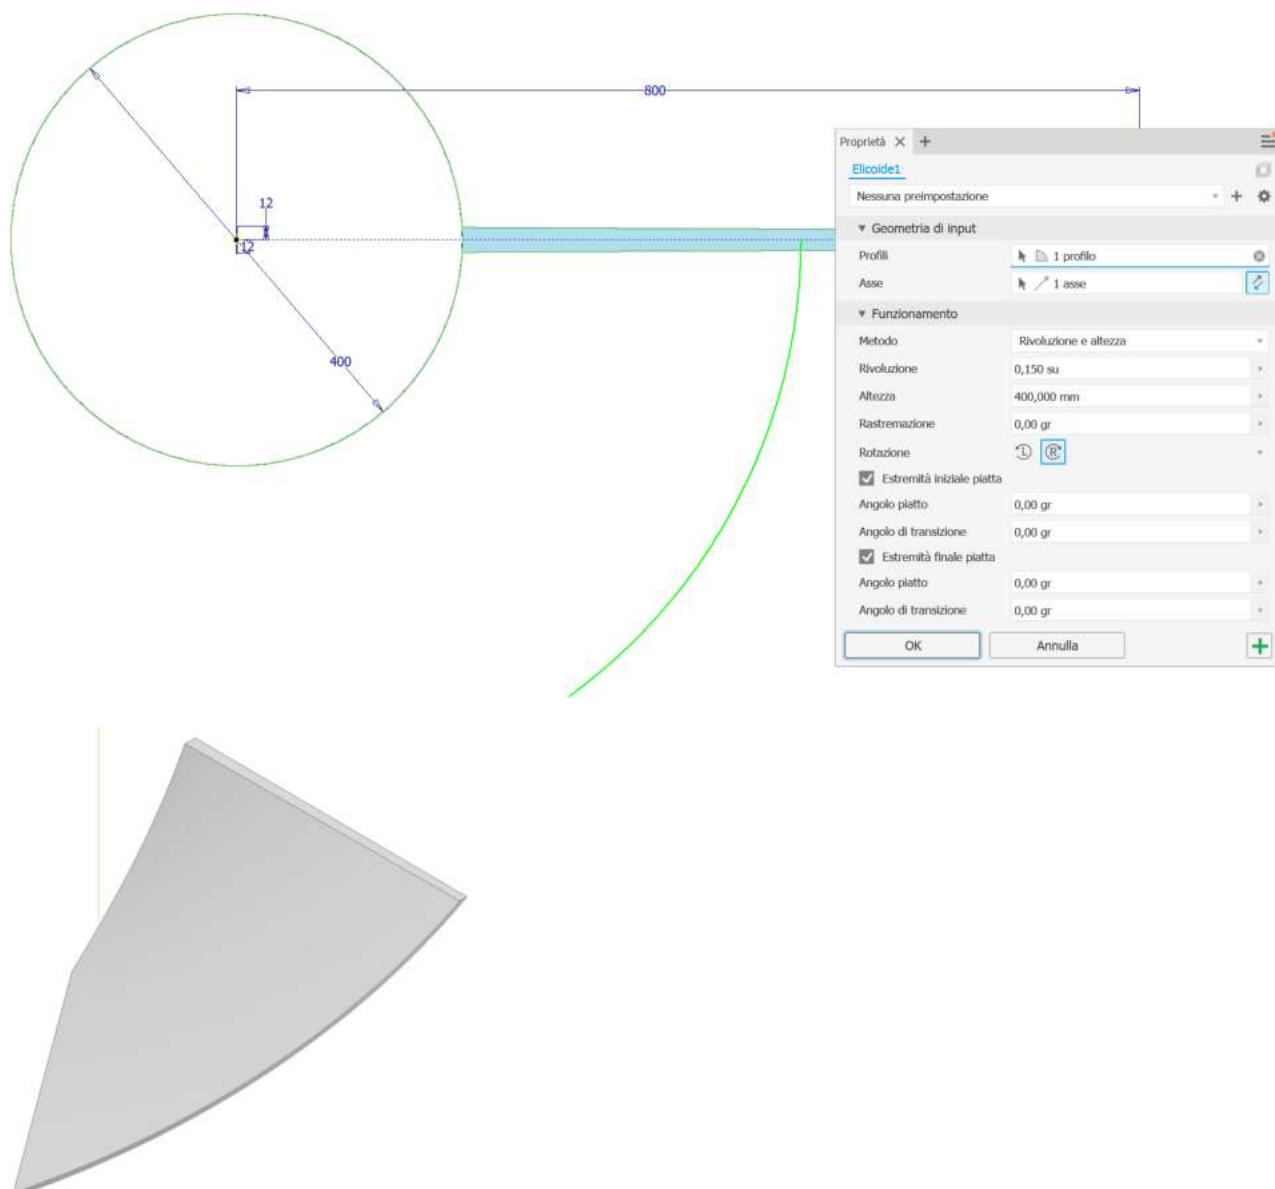 800
12
12
400
Proprietà
Elicoide1
Nessuna preimpostazione
Geometria di input
Profili 1 profilo
Asse 1 asse
Funzionamento
Metodo Rivoluzione e altezza
Rivoluzione 0,150 su
Altezza 400,000 mm
Rastremazione 0,00 gr
Rotazione L R
Estremità iniziale piatta
Angolo piatto 0,00 gr
Angolo di transizione 0,00 gr
Estremità finale piatta
Angolo piatto 0,00 gr
Angolo di transizione 0,00 gr
OK Annulla